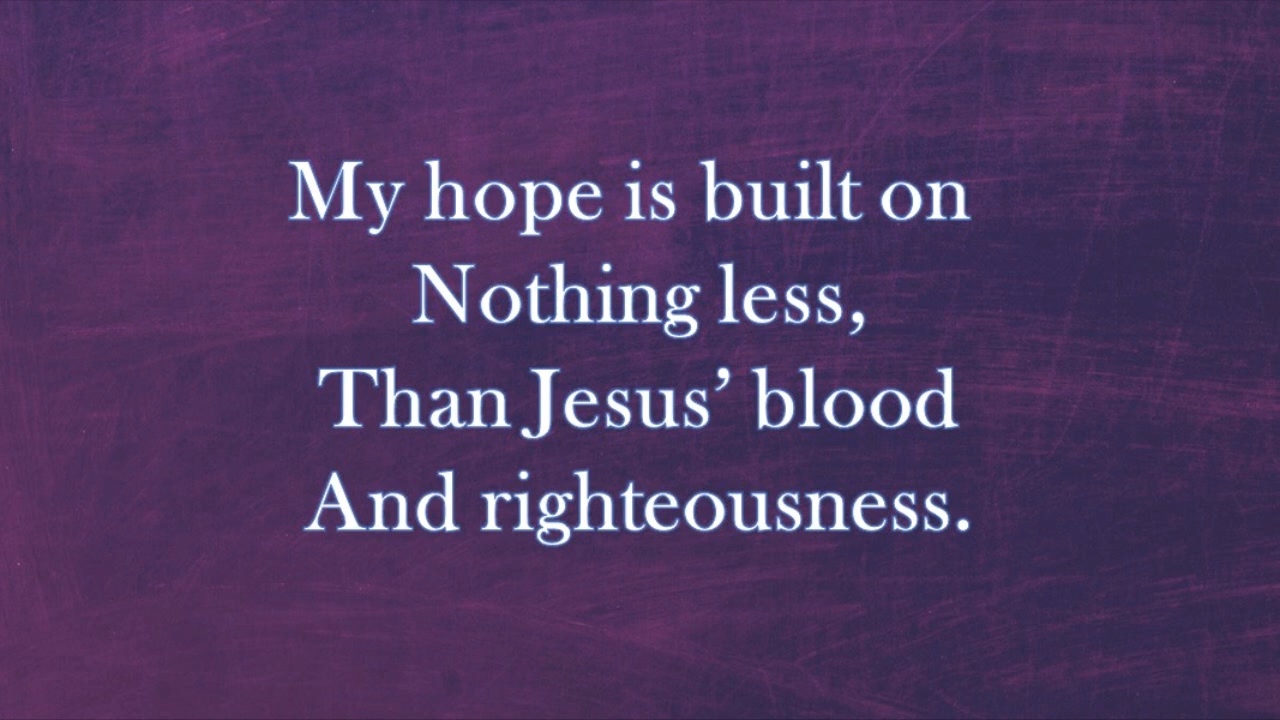 My hope is built on
Nothing less,
Than Jesus’ blood
And righteousness.